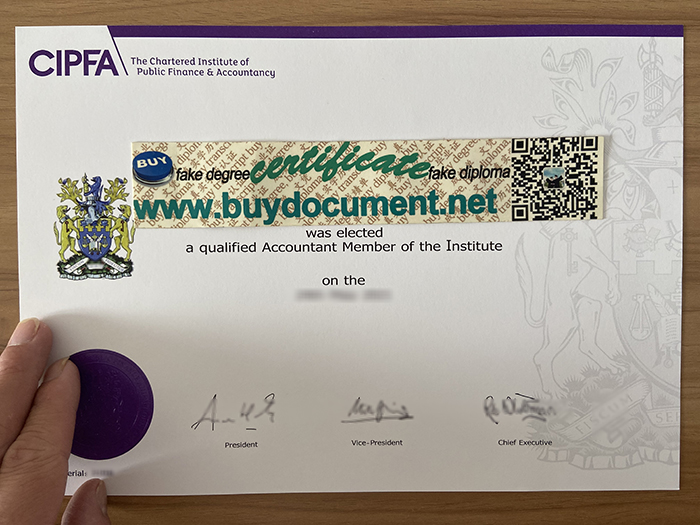 CIPFA
The Chartered Institute of
Public Finance & Accountancy
BUY
fake degree certificate fake diploma
www.buydocument.net
was elected
a qualified Accountant Member of the Institute
on the
President
Vice-President
Chief Executive
erial: